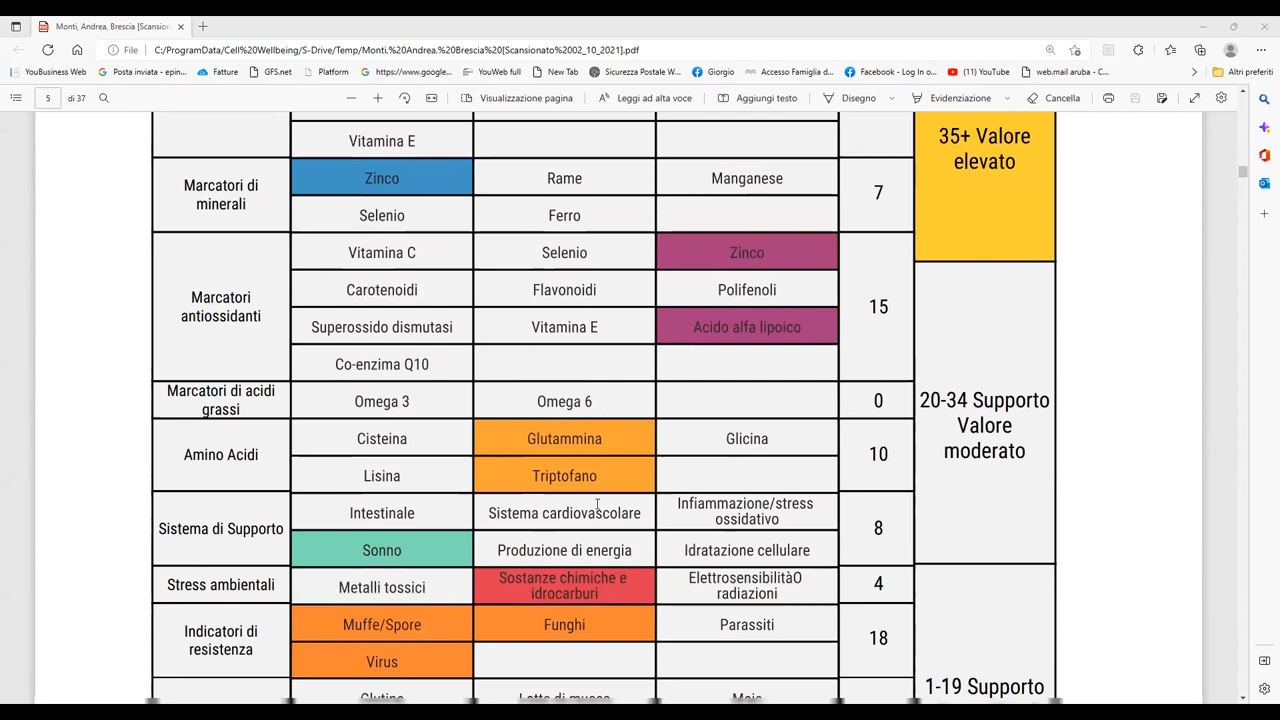 Monti, Andrea, Brescia [Scansion
File C:/ProgramData/Cell%20Wellbeing/S-Drive/Temp/Monti.%20Andrea.%20Brescia%20[Scansionato%2002_10_2021].pdf
YouBusiness Web Posta inviata - epin... Fatture GFS.net Platform https://www.google... YouWeb full New Tab Sicurezza Postale W... Giorgio Accesso Famiglia d... Facebook - Log In o... (11) YouTube web.mail aruba - C... Altri preferiti
5 di 37 Visualizzazione pagina Leggi ad alta voce Aggiungi testo Disegno Evidenziazione Cancella
35+ Valore
elevato
Vitamina E
Marcatori di
minerali
Zinco Rame Manganese
7
Selenio Ferro
Marcatori
antiossidanti
Vitamina C Selenio Zinco
Carotenoidi Flavonoidi Polifenoli
15
Superossido dismutasi Vitamina E Acido alfa lipoico
Co-enzima Q10
Marcatori di acidi
grassi
Omega 3 Omega 6
0
20-34 Supporto
Valore
moderato
Amino Acidi
Cisteina Glutammina Glicina
10
Lisina Triptofano
Sistema di Supporto
Intestinale Sistema cardiovascolare
Infiammazione/stress
ossidativo
8
Sonno Produzione di energia Idratazione cellulare
Stress ambientali
Metalli tossici
Sostanze chimiche e
idrocarburi
ElettrosensibilitàO
radiazioni
4
Indicatori di
resistenza
Muffe/Spore Funghi Parassiti
18
Virus
1-19 Supporto
Glutine Latte di mucca Mais